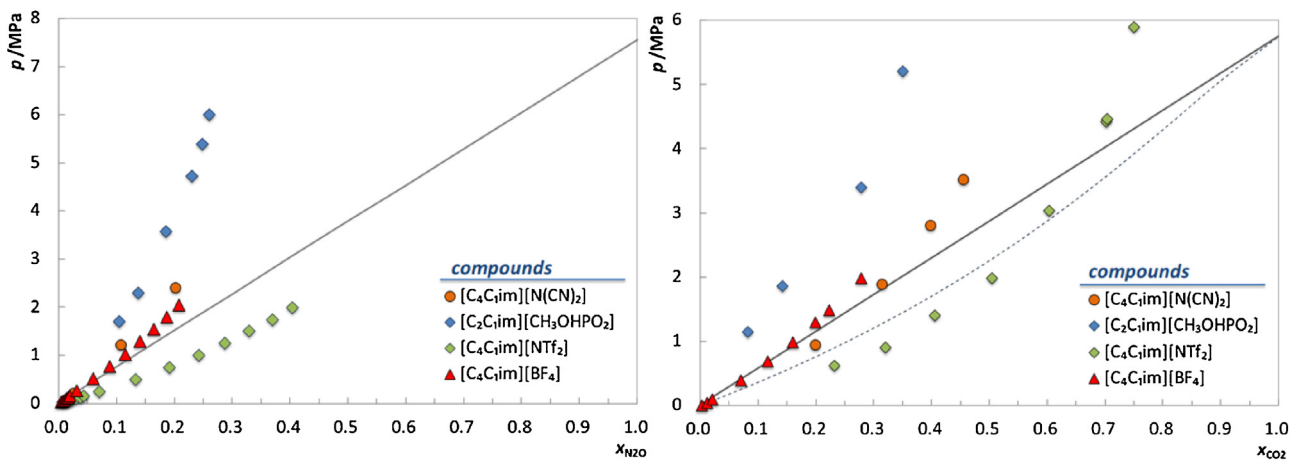 p /MPa
8
7
6
5
4
3
2
1
0
0.0 0.1 0.2 0.3 0.4 0.5 0.6 0.7 0.8 0.9 1.0
xN2O
compounds
[C₄C₁im][N(CN)₂]
[C₂C₁im][CH₃OHPO₂]
[C₄C₁im][NTf₂]
[C₄C₁im][BF₄]
p /MPa
6
5
4
3
2
1
0
0.0 0.1 0.2 0.3 0.4 0.5 0.6 0.7 0.8 0.9 1.0
xCO2
compounds
[C₄C₁im][N(CN)₂]
[C₂C₁im][CH₃OHPO₂]
[C₄C₁im][NTf₂]
[C₄C₁im][BF₄]